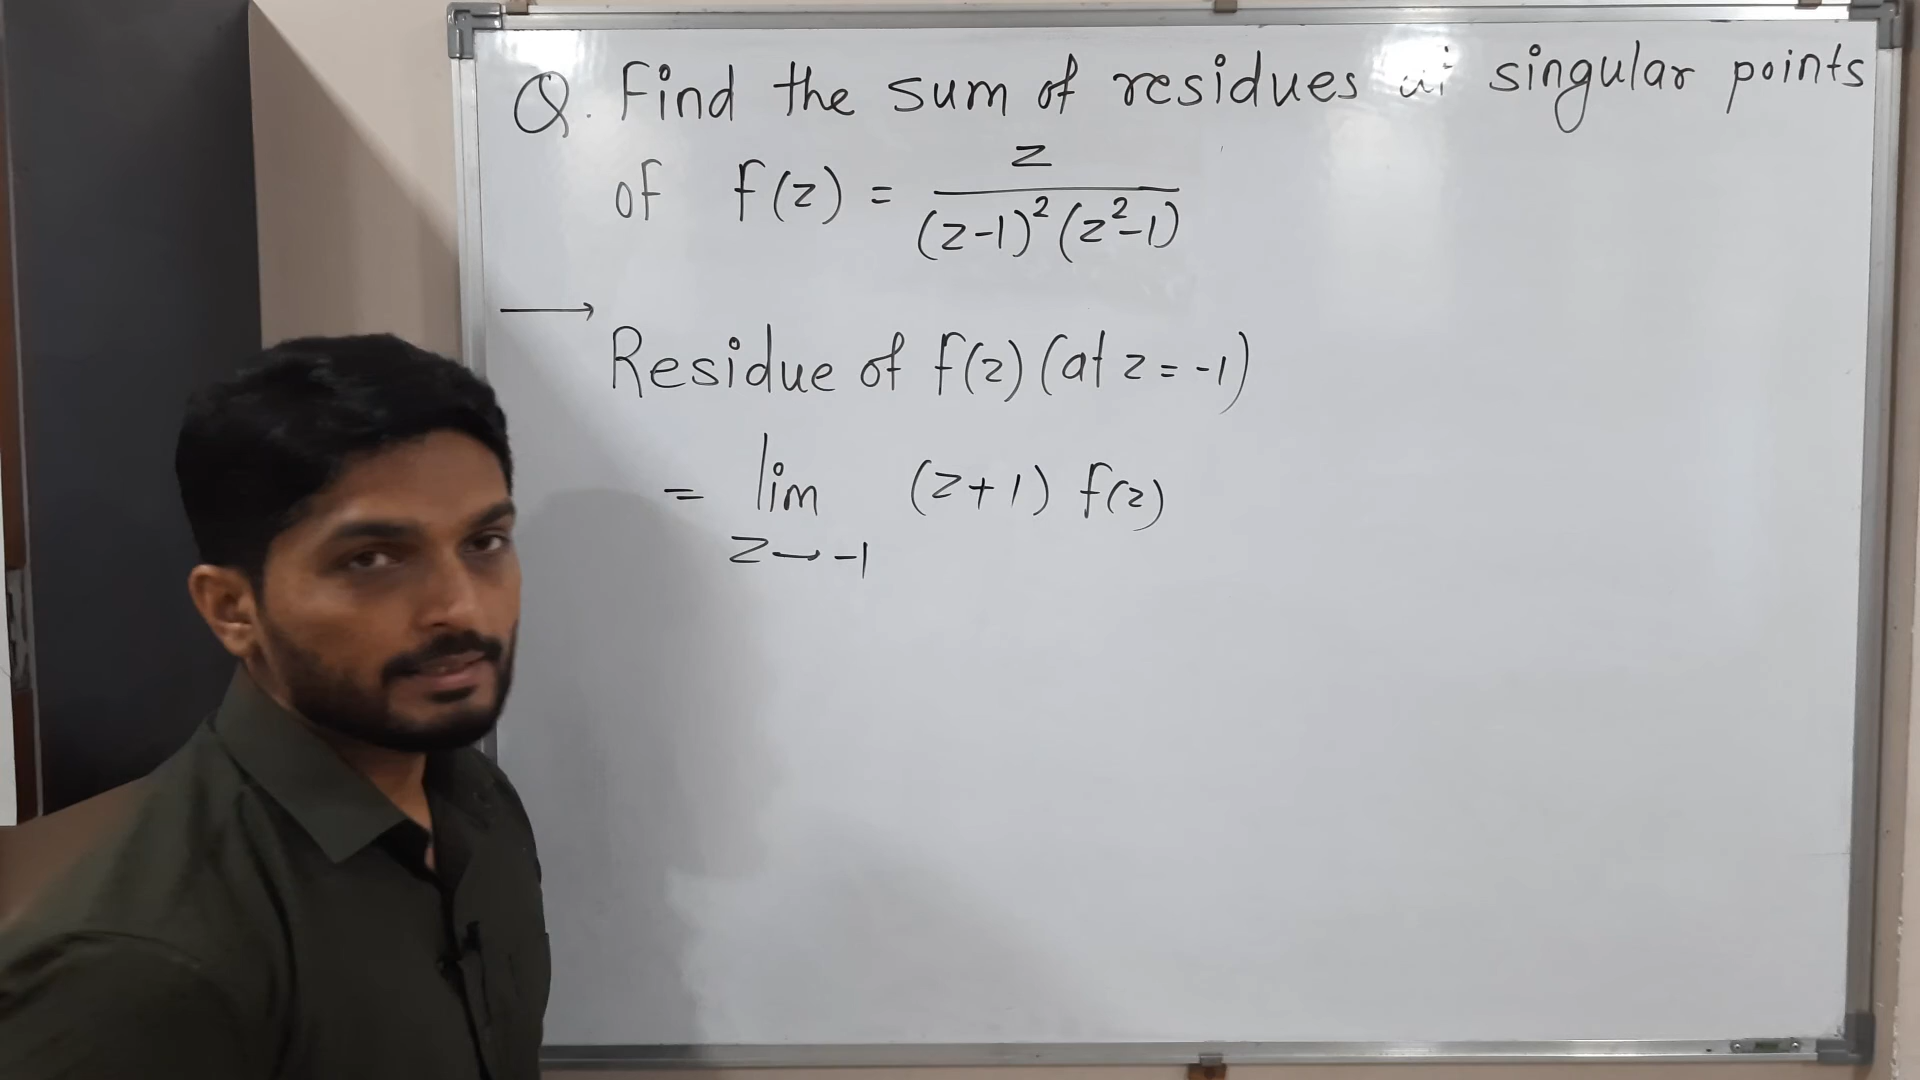 Q. Find the sum of residues at singular points
of f(z) = z / (z-1)² (z²-1)
→
Residue of f(z) (at z = -1)
= lim (z+1) f(z)
z → -1